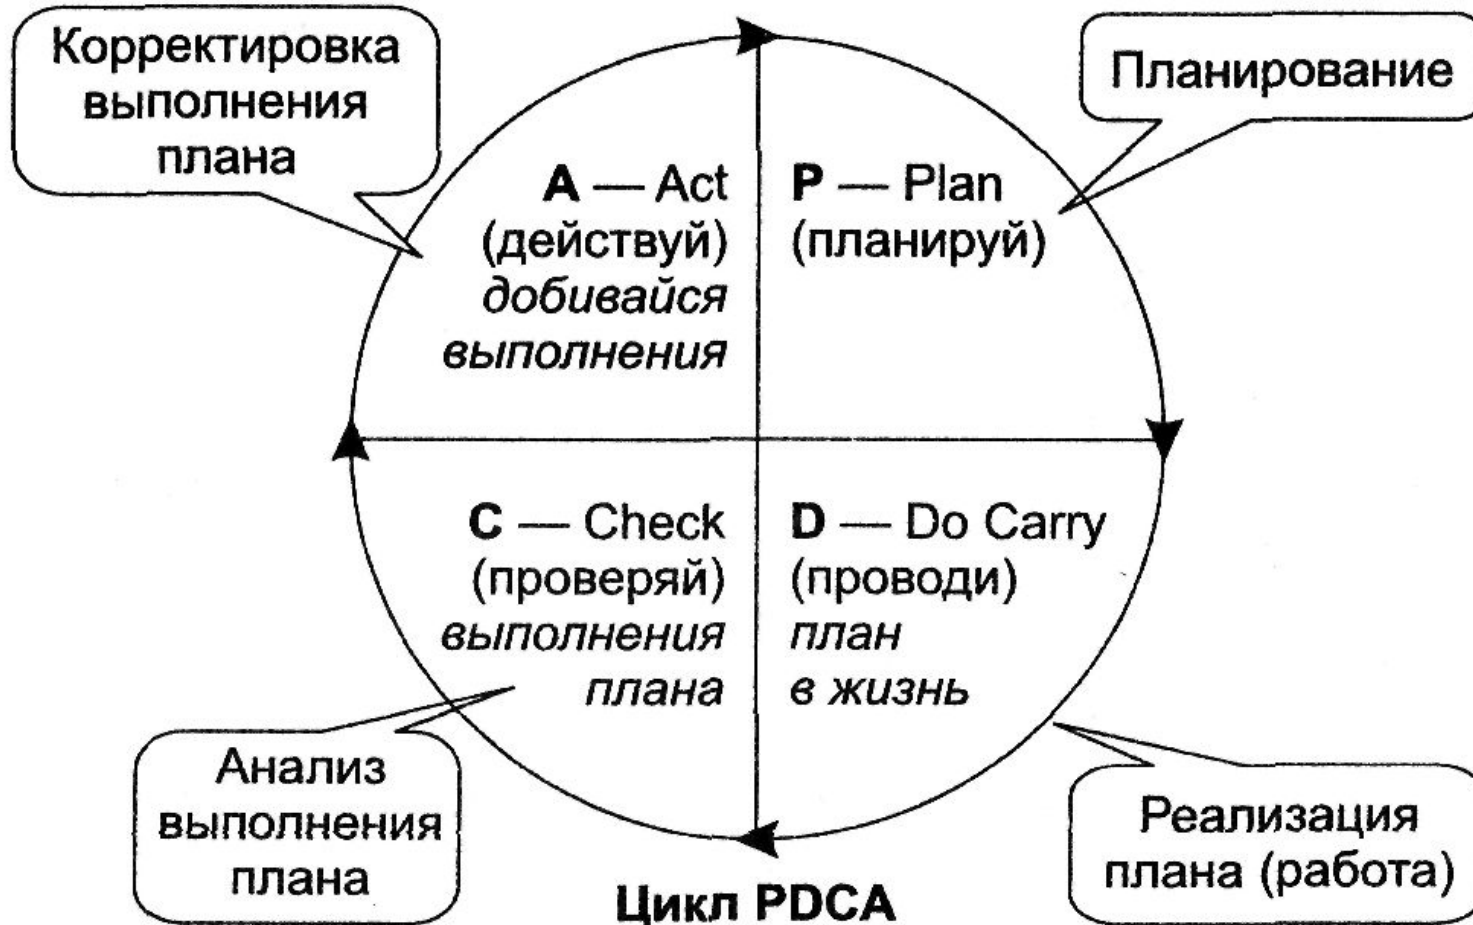 Корректировка
выполнения
плана
Планирование
A — Act
(действуй)
добивайся
выполнения
P — Plan
(планируй)
C — Check
(проверяй)
выполнения
плана
D — Do Carry
(проводи)
план
в жизнь
Анализ
выполнения
плана
Реализация
плана (работа)
Цикл PDCA